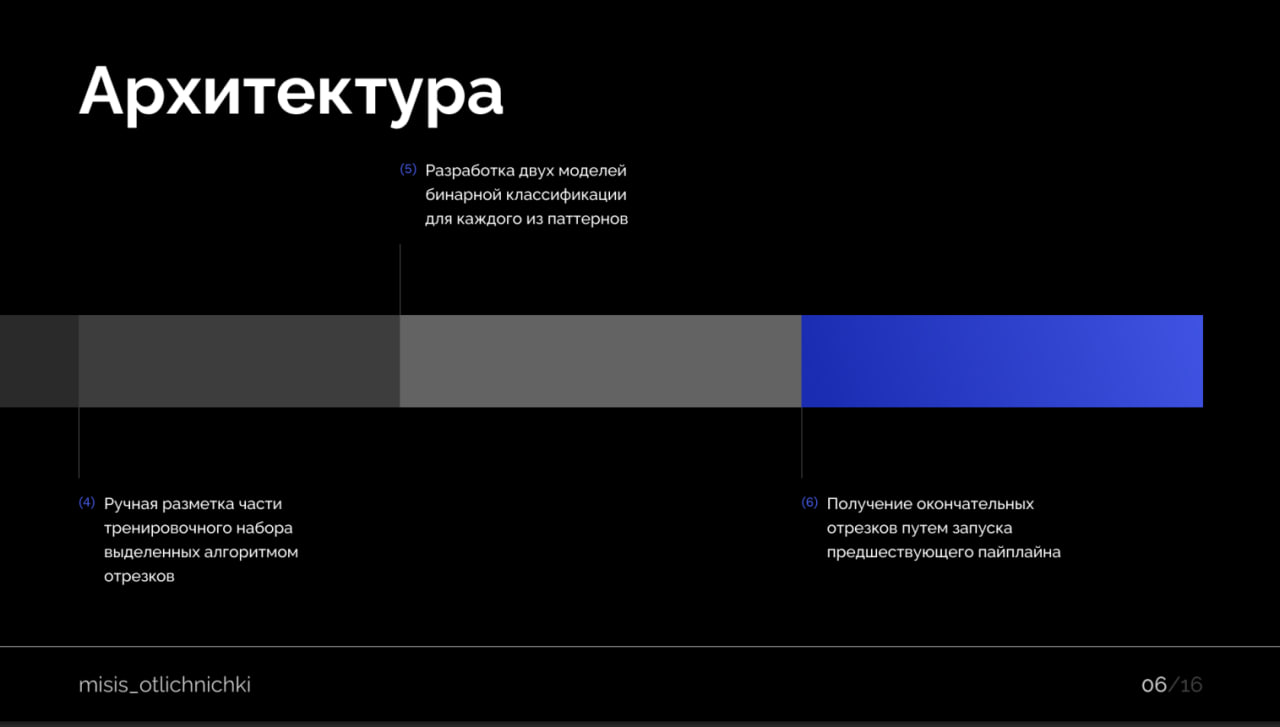 Архитектура
(5) Разработка двух моделей
бинарной классификации
для каждого из паттернов
(4) Ручная разметка части
тренировочного набора
выделенных алгоритмом
отрезков
(6) Получение окончательных
отрезков путем запуска
предшествующего пайплайна
misis_otlichnichki
06/16